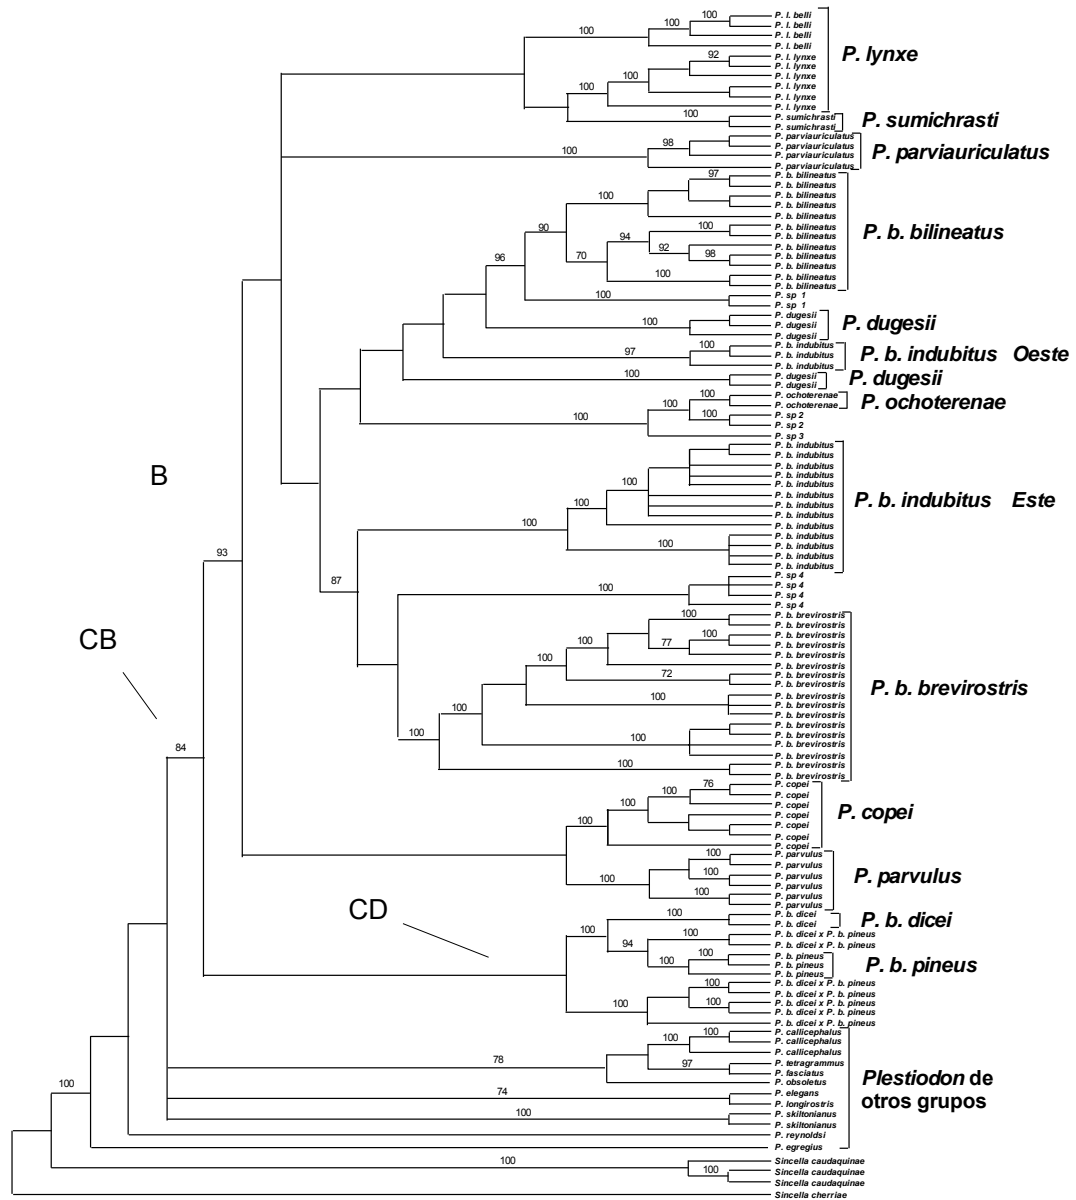 100 P. l. belli
100 P. l. belli
100 P. l. belli
P. l. belli
92 P. l. lynxe
P. lynxe
P. l. lynxe
100 P. l. lynxe
100 P. l. lynxe
P. l. lynxe
P. l. lynxe
100 P. sumichrasti
P. sumichrasti
P. sumichrasti
P. parviauriculatus
98 P. parviauriculatus
100 P. parviauriculatus
P. parviauriculatus
P. parviauriculatus
97 P. b. bilineatus
P. b. bilineatus
100 P. b. bilineatus
P. b. bilineatus
P. b. bilineatus
90 100 P. b. bilineatus
P. b. bilineatus
94 P. b. bilineatus
P. b. bilineatus
92 P. b. bilineatus
96 70 98 P. b. bilineatus
100 P. b. bilineatus
P. b. bilineatus
100 P. sp 1
P. sp 1
P. dugesii
100 P. dugesii
P. dugesii
P. dugesii
100 P. b. indubitus
97 P. b. indubitus
P. b. indubitus Oeste
P. b. indubitus
100 P. dugesii
P. dugesii
P. dugesii
100 P. ochoterenae
P. ochoterenae
P. ochoterenae
100 100 P. sp 2
P. sp 2
P. sp 3
P. b. indubitus
P. b. indubitus
P. b. indubitus
B
P. b. indubitus
100 P. b. indubitus
P. b. indubitus
P. b. indubitus Este
100 P. b. indubitus
P. b. indubitus
100 P. b. indubitus
P. b. indubitus
100 P. b. indubitus
93 P. b. indubitus
P. b. indubitus
P. sp 4
87 100 P. sp 4
P. sp 4
P. sp 4
100 P. b. brevirostris
P. b. brevirostris
CB
100 P. b. brevirostris
100 77 P. b. brevirostris
P. b. brevirostris
100 P. b. brevirostris
72 P. b. brevirostris
P. b. brevirostris
P. b. brevirostris
100 P. b. brevirostris
P. b. brevirostris
100 P. b. brevirostris
P. b. brevirostris
100 100 P. b. brevirostris
P. b. brevirostris
84
100 P. b. brevirostris
P. b. brevirostris
76 P. copei
100 P. copei
100 P. copei
P. copei
P. copei
100 P. copei
P. copei
P. copei
100 P. parvulus
P. parvulus
100 P. parvulus
P. parvulus
100 P. parvulus
100 P. parvulus
P. parvulus
CD
100 P. b. dicei
P. b. dicei
P. b. dicei
100 100 P. b. dicei x P. b. pineus
94 P. b. dicei x P. b. pineus
100 P. b. pineus
100 P. b. pineus
P. b. pineus
P. b. pineus
100 P. b. dicei x P. b. pineus
P. b. dicei x P. b. pineus
100 100 P. b. dicei x P. b. pineus
P. b. dicei x P. b. pineus
P. b. dicei x P. b. pineus
100 P. callicephalus
100 P. callicephalus
P. callicephalus
78 97 P. tetragrammus
P. fasciatus
P. obsoletus
Plestiodon de
otros grupos
100 74 P. elegans
P. longirostris
100 P. skiltonianus
P. skiltonianus
P. reynoldsi
P. egregius
100 Sincella caudaquinae
100 Sincella caudaquinae
Sincella caudaquinae
Sincella cherriae